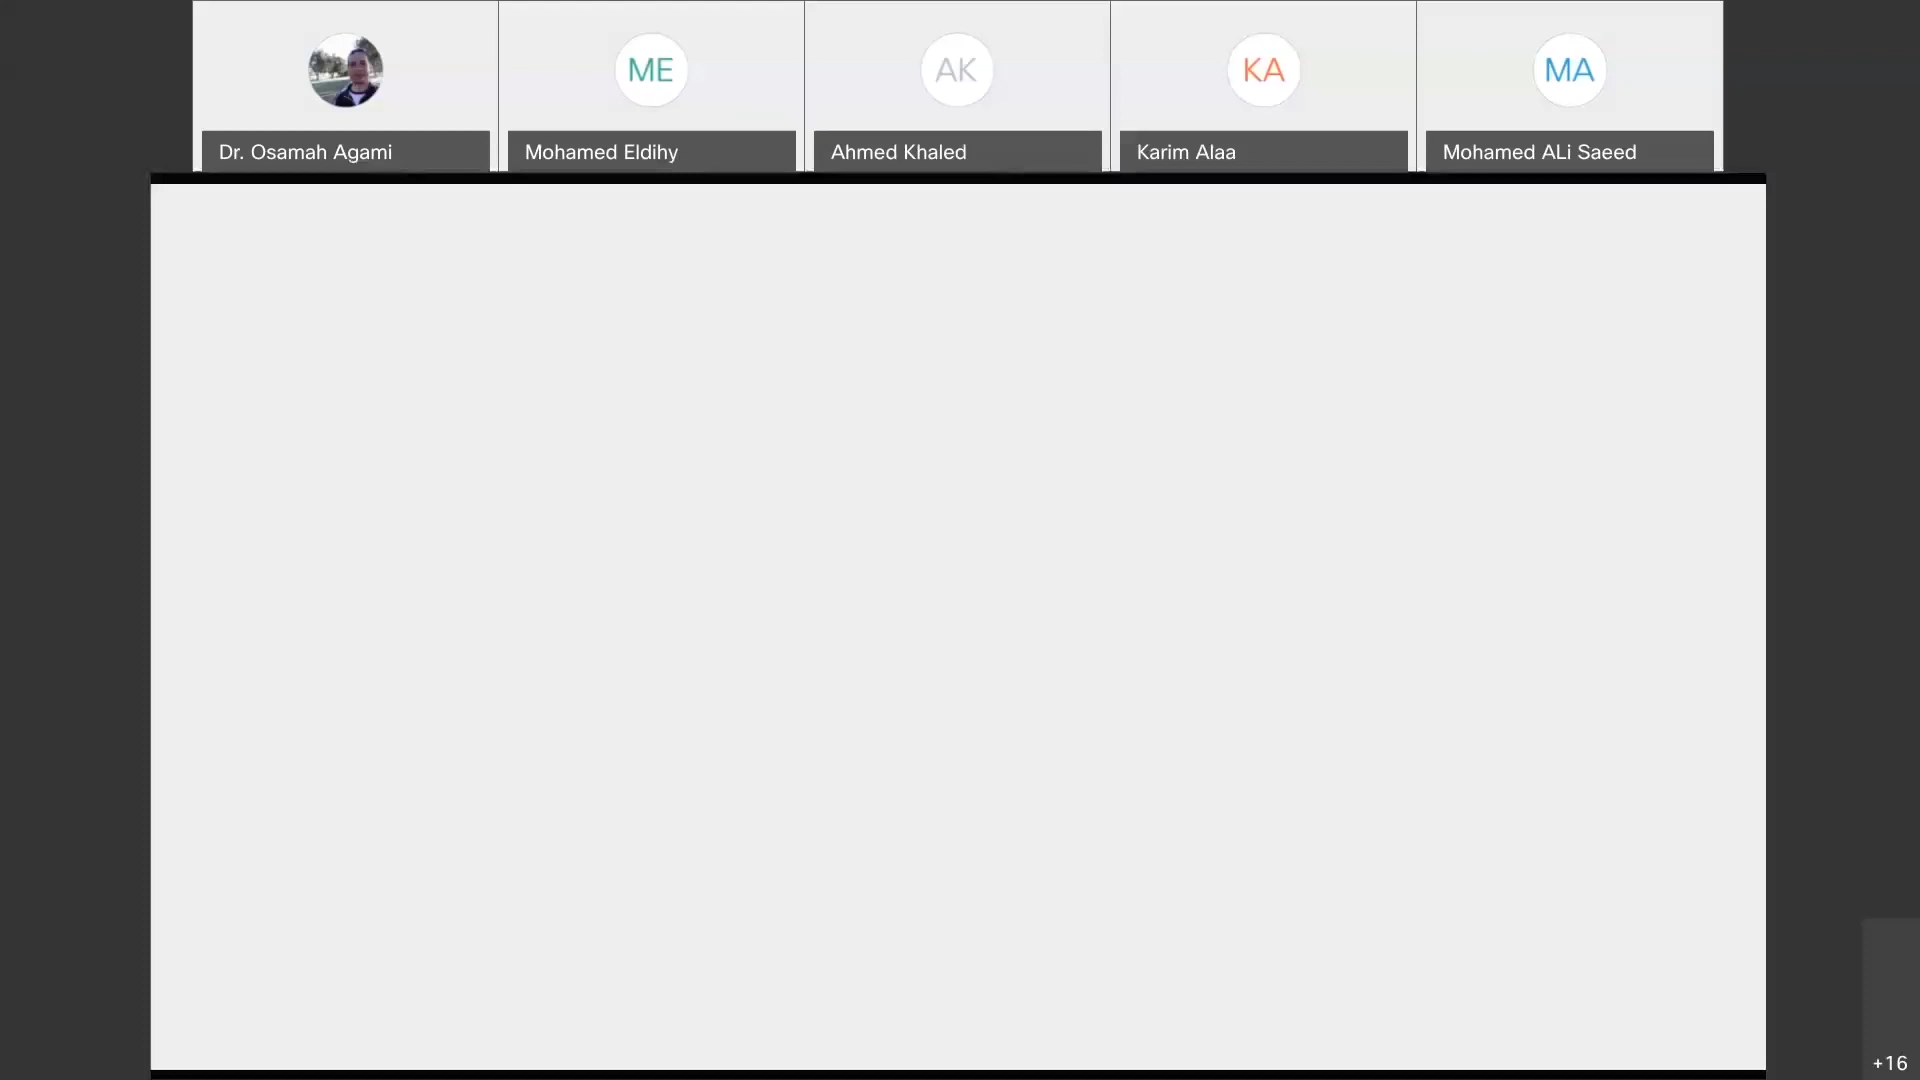 ME
AK
KA
MA
Dr. Osamah Agami
Mohamed Eldihy
Ahmed Khaled
Karim Alaa
Mohamed ALi Saeed
+16